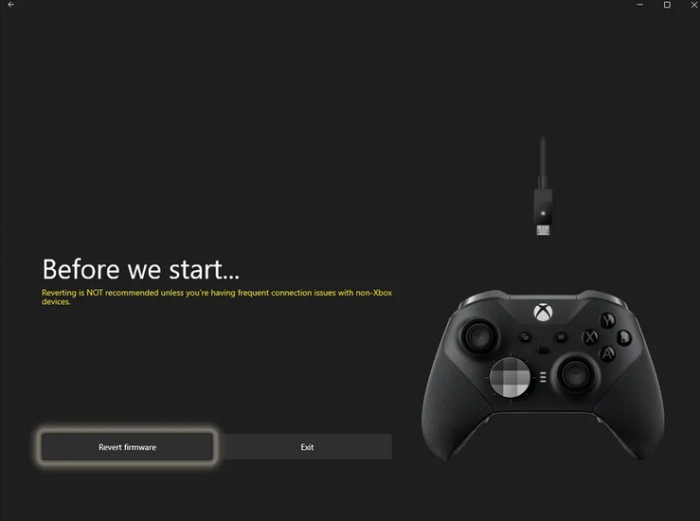 Before we start...
Reverting is NOT recommended unless you're having frequent connection issues with non-Xbox
devices.
Y
X
A
Revert firmware
Exit